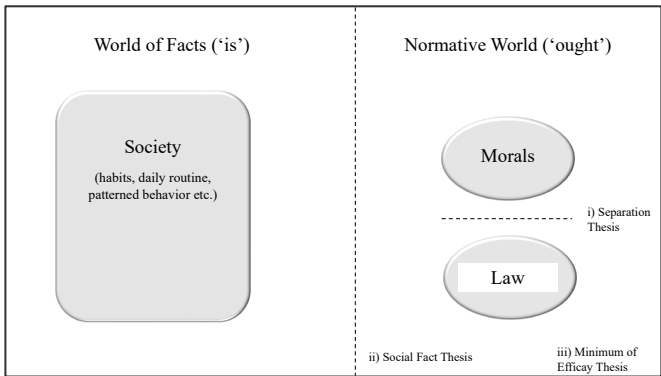 World of Facts (‘is’)
Normative World (‘ought’)
Society
(habits, daily routine,
patterned behavior etc.)
Morals
i) Separation
Thesis
Law
ii) Social Fact Thesis
iii) Minimum of
Efficay Thesis